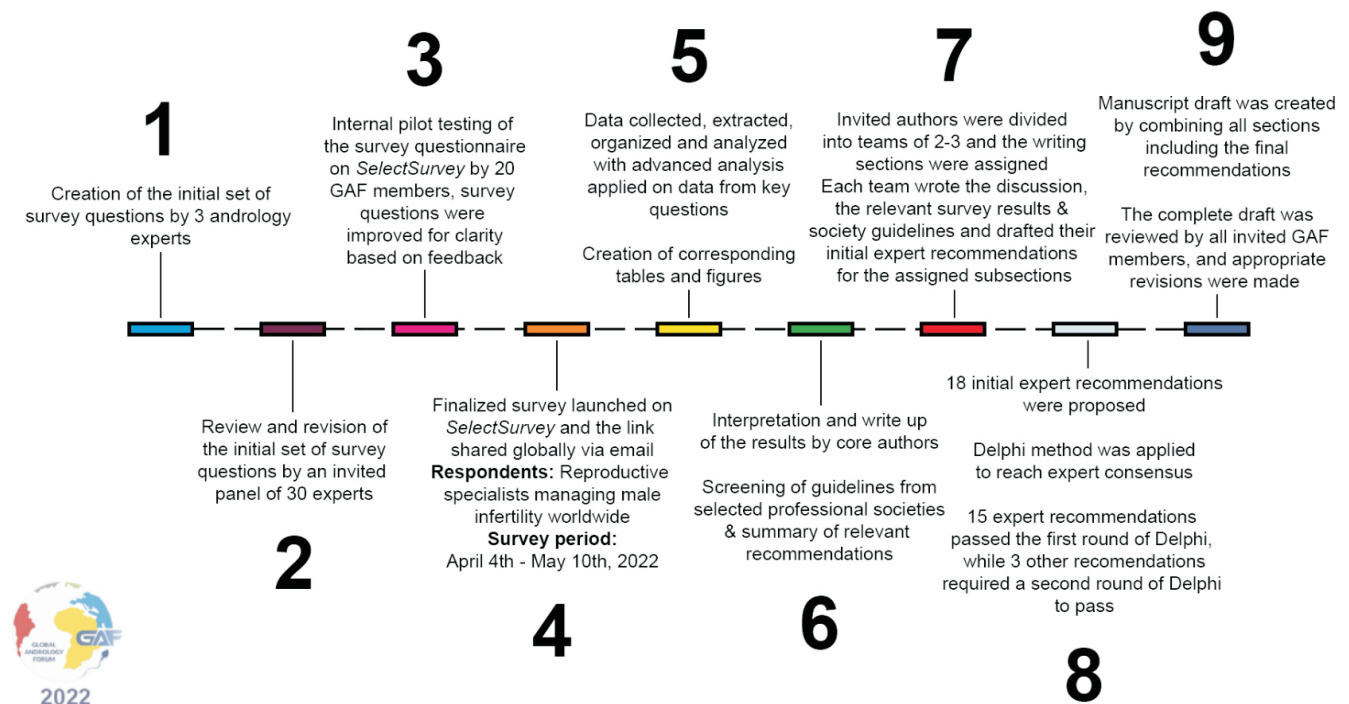 1
Creation of the initial set of
survey questions by 3 andrology
experts
2
Review and revision of
the initial set of survey
questions by an invited
panel of 30 experts
3
Internal pilot testing of
the survey questionnaire
on SelectSurvey by 20
GAF members, survey
questions were
improved for clarity
based on feedback
4
Finalized survey launched on
SelectSurvey and the link
shared globally via email
Respondents: Reproductive
specialists managing male
infertility worldwide
Survey period:
April 4th - May 10th, 2022
5
Data collected, extracted,
organized and analyzed
with advanced analysis
applied on data from key
questions
Creation of corresponding
tables and figures
6
Interpretation and write up
of the results by core authors
Screening of guidelines from
selected professional societies
& summary of relevant
recommendations
7
Invited authors were divided
into teams of 2-3 and the writing
sections were assigned
Each team wrote the discussion,
the relevant survey results &
society guidelines and drafted their
initial expert recommendations
for the assigned subsections
8
18 initial expert recommendations
were proposed
Delphi method was applied
to reach expert consensus
15 expert recommendations
passed the first round of Delphi,
while 3 other recomendations
required a second round of Delphi
to pass
9
Manuscript draft was created
by combining all sections
including the final
recommendations
The complete draft was
reviewed by all invited GAF
members, and appropriate
revisions were made
GLOBAL
ANDROLOGY
FORUM
GAF
2022